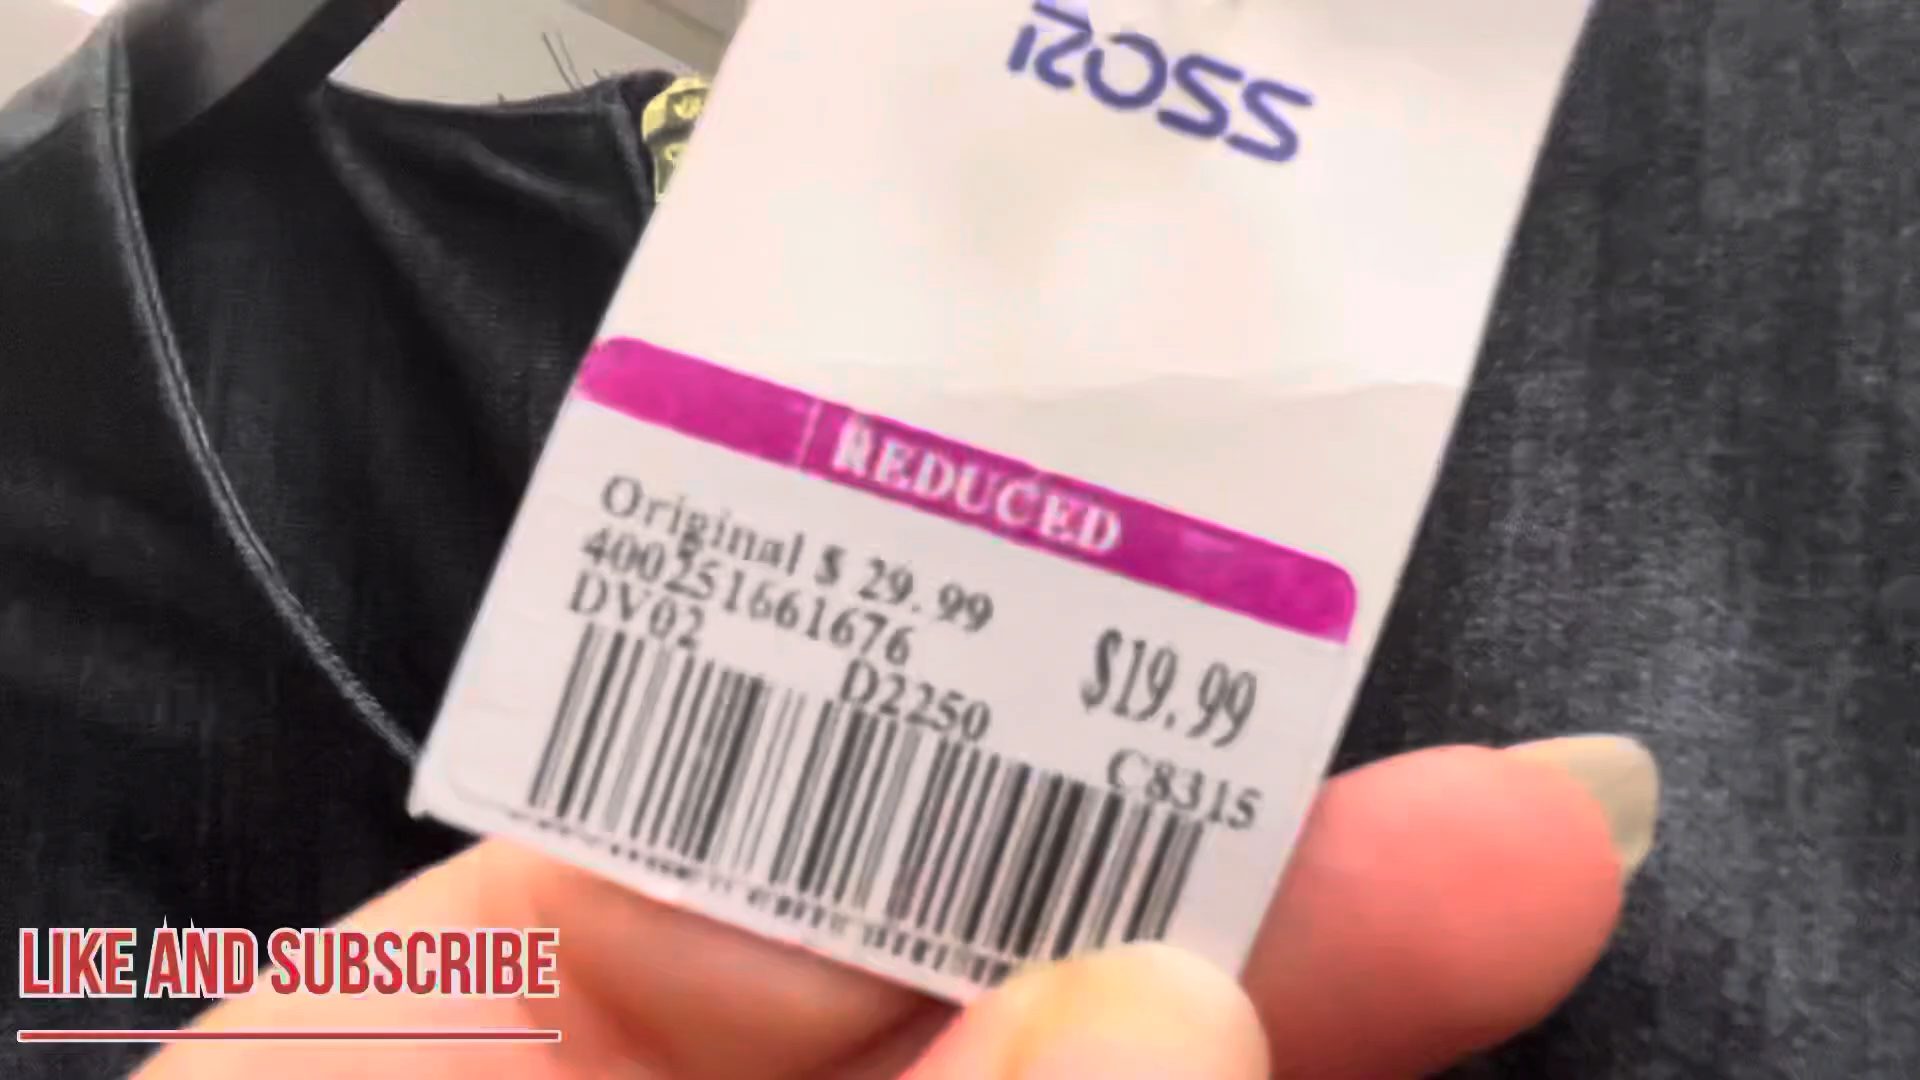 ROSS
REDUCED
Original $ 29.99
400251661676
DV02
D2250
$19.99
C8315
LIKE AND SUBSCRIBE